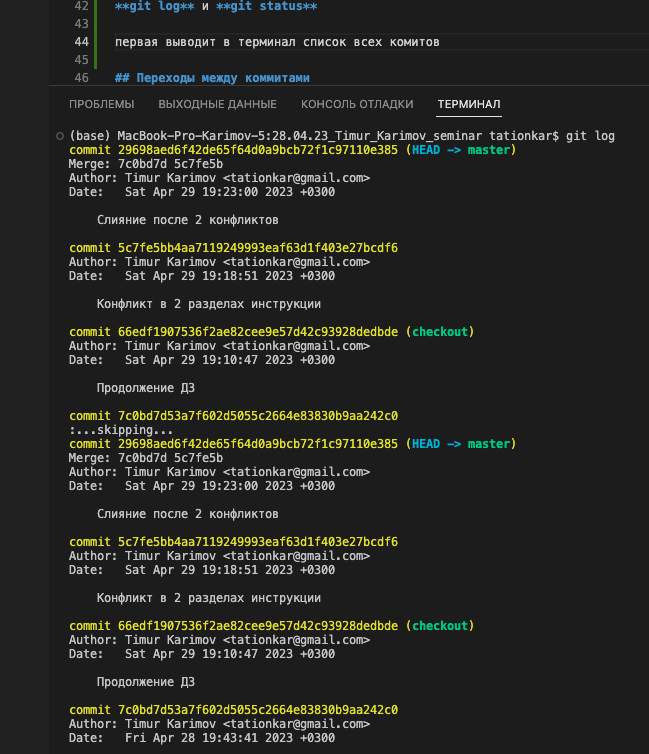 42 **git log** и **git status**
43
44 первая выводит в терминал список всех комитов
45
46 ## Переходы между коммитами
ПРОБЛЕМЫ ВЫХОДНЫЕ ДАННЫЕ КОНСОЛЬ ОТЛАДКИ ТЕРМИНАЛ
(base) MacBook-Pro-Karimov-5:28.04.23_Timur_Karimov_seminar tationkar$ git log
commit 29698aed6f42de65f64d0a9bcb72f1c97110e385 (HEAD -> master)
Merge: 7c0bd7d 5c7fe5b
Author: Timur Karimov <tationkar@gmail.com>
Date:   Sat Apr 29 19:23:00 2023 +0300
Слияние после 2 конфликтов
commit 5c7fe5bb4aa7119249993eaf63d1f403e27bcdf6
Author: Timur Karimov <tationkar@gmail.com>
Date:   Sat Apr 29 19:18:51 2023 +0300
Конфликт в 2 разделах инструкции
commit 66edf1907536f2ae82cee9e57d42c93928dedbde (checkout)
Author: Timur Karimov <tationkar@gmail.com>
Date:   Sat Apr 29 19:10:47 2023 +0300
Продолжение ДЗ
commit 7c0bd7d53a7f602d5055c2664e83830b9aa242c0
:...skipping...
commit 29698aed6f42de65f64d0a9bcb72f1c97110e385 (HEAD -> master)
Merge: 7c0bd7d 5c7fe5b
Author: Timur Karimov <tationkar@gmail.com>
Date:   Sat Apr 29 19:23:00 2023 +0300
Слияние после 2 конфликтов
commit 5c7fe5bb4aa7119249993eaf63d1f403e27bcdf6
Author: Timur Karimov <tationkar@gmail.com>
Date:   Sat Apr 29 19:18:51 2023 +0300
Конфликт в 2 разделах инструкции
commit 66edf1907536f2ae82cee9e57d42c93928dedbde (checkout)
Author: Timur Karimov <tationkar@gmail.com>
Date:   Sat Apr 29 19:10:47 2023 +0300
Продолжение ДЗ
commit 7c0bd7d53a7f602d5055c2664e83830b9aa242c0
Author: Timur Karimov <tationkar@gmail.com>
Date:   Fri Apr 28 19:43:41 2023 +0300